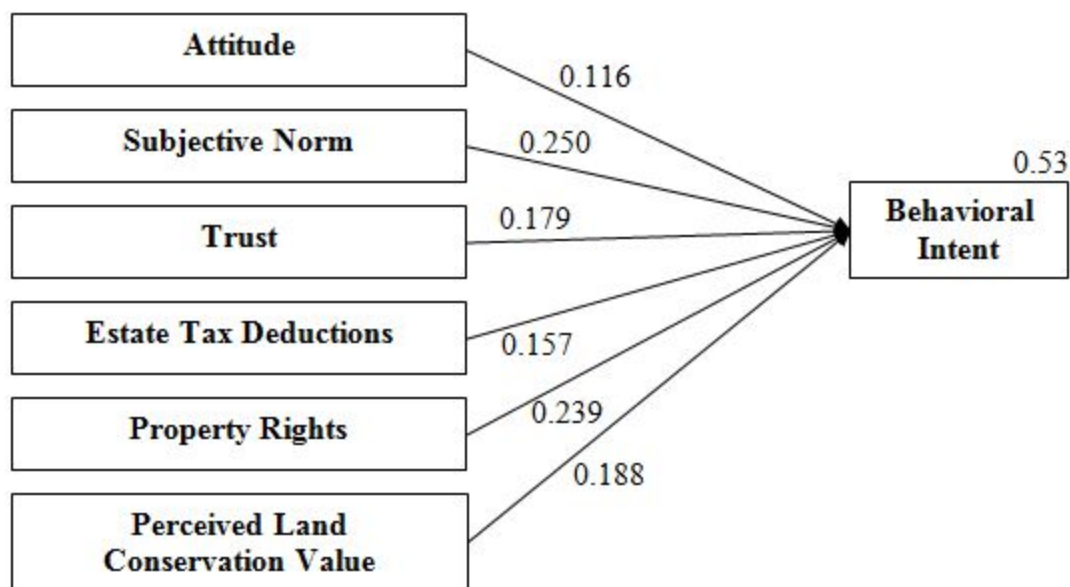 Attitude
0.116
Subjective Norm
0.250
0.53
Trust
0.179
Behavioral
Intent
Estate Tax Deductions
0.157
Property Rights
0.239
0.188
Perceived Land
Conservation Value